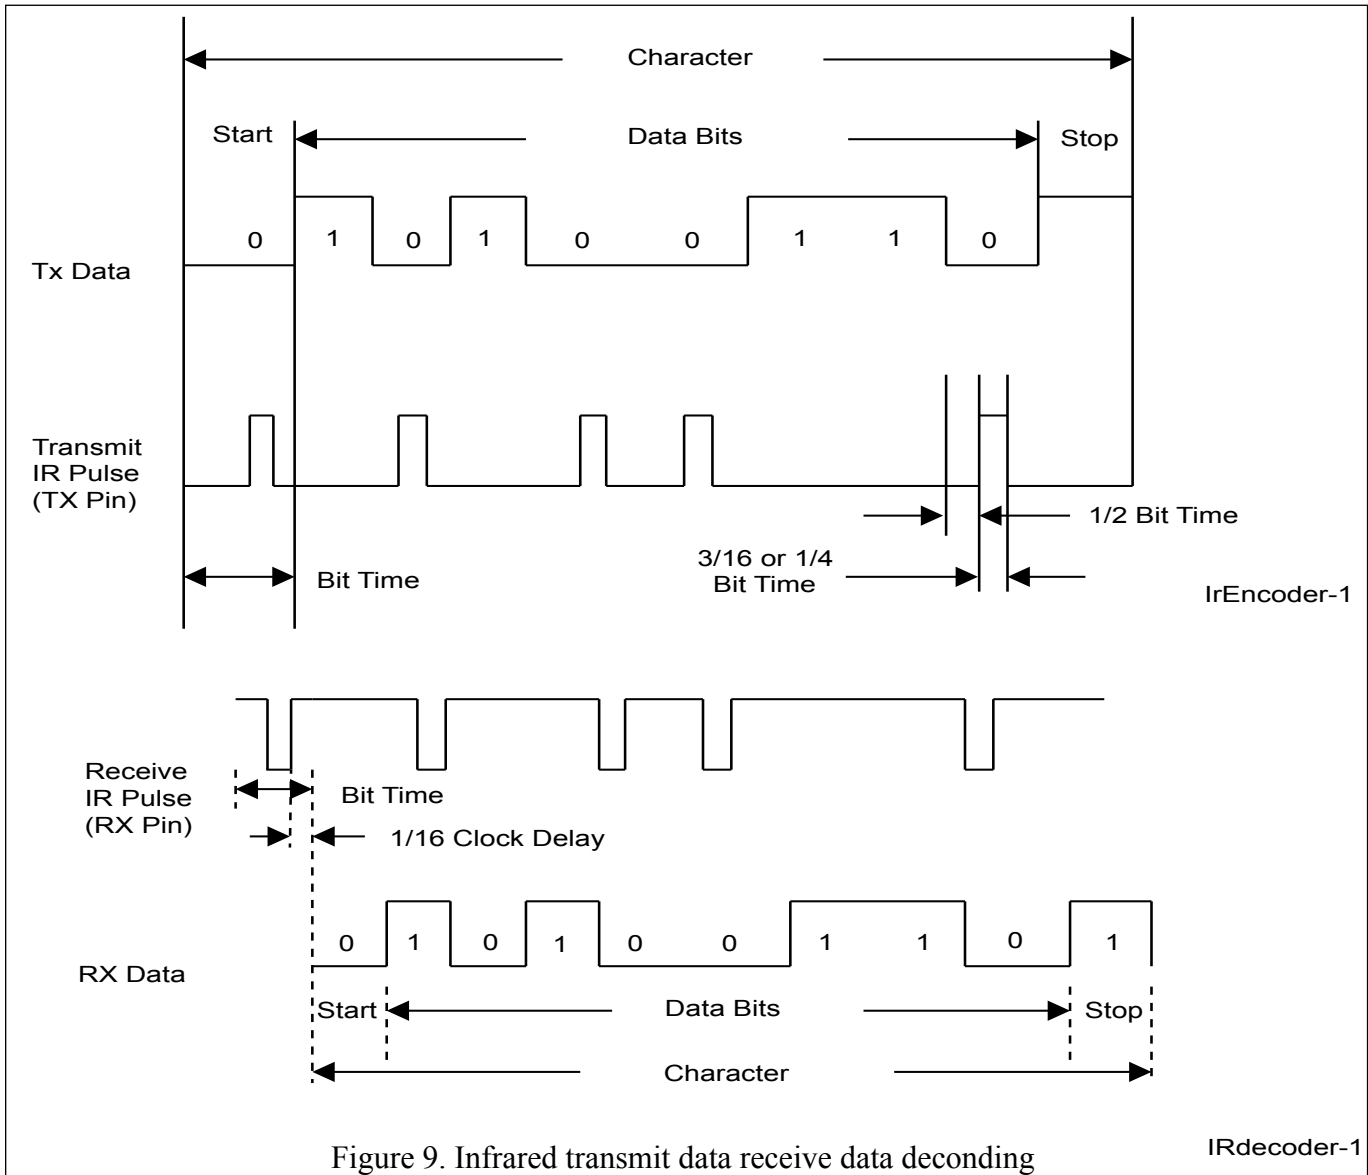 Character
Start
Data Bits
Stop
0 1 0 1 0 0 1 1 0
Tx Data
Transmit
IR Pulse
(TX Pin)
1/2 Bit Time
3/16 or 1/4
Bit Time
Bit Time
IrEncoder-1
Receive
IR Pulse
(RX Pin)
Bit Time
1/16 Clock Delay
0 1 0 1 0 0 1 1 0 1
RX Data
Start
Data Bits
Stop
Character
IRdecoder-1
Figure 9. Infrared transmit data receive data deconding